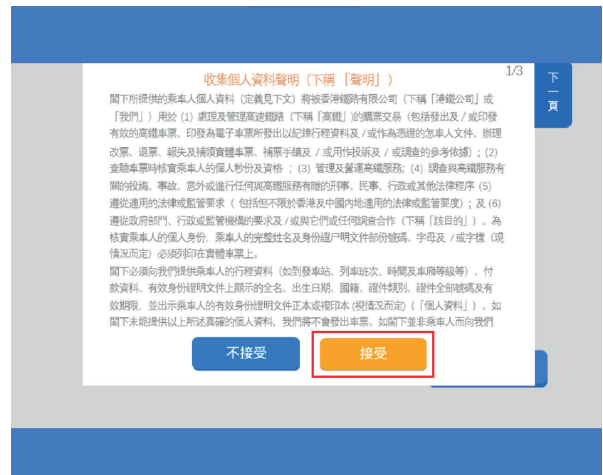 收集個人資料聲明（下稱「聲明」）
1/3
下一頁
閣下所提供的乘車人個人資料（定義見下文）將被香港鐵路有限公司（下稱「港鐵公司」或
「我們」）用於 (1) 處理及管理高速鐵路（下稱「高鐵」)的購票交易（包括發出及 / 或印發
有效的高鐵車票、印發為電子車票所發出以紀錄行程資料及 / 或作為憑證的乘車人文件、辦理
改票、退票、報失及補領實體車票、補票手續及 / 或用作投訴及 / 或調查的參考依據）; (2)
查驗車票時核實乘車人的個人身份及資格 ; (3) 管理及營運高鐵服務; (4) 調查與高鐵服務有
關的投訴、事故、意外或進行任何與高鐵服務有關的刑事、民事、行政或其他法律程序 (5)
遵從適用的法律或監管要求（ 包括但不限於香港及中國內地適用的法律或監管要度）; 及 (6)
遵從政府部門、行政或監管機構的要求及 / 或與它們或任何調查合作（下稱「該目的」）。為
核實乘車人的個人身份, 乘車人的完整姓名及身份證明文件部份號碼、字母及 / 或字樣（現
情況而定）必須列印在實體車票上。
閣下必須向我們提供乘車人的行程資料（如到發車站、列車班次、時間及車廂等級等）、付
款資料、有效身份證明文件上顯示的全名、出生日期、國籍、證件類別、證件全部號碼及有
效期限，並出示乘車人的有效身份證明文件正本或複印本 (視情況而定)（「個人資料」）。如
閣下未能提供以上所述真確的個人資料，我們將不會發出車票。如閣下並非乘車人而向我們
不接受
接受